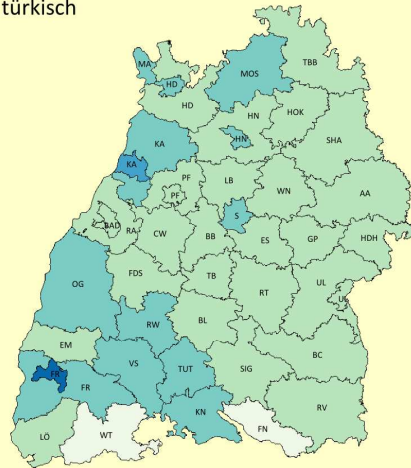 türkisch
MA
HD
MOS
TBB
HD
HN
HOK
KA
HN
SHA
KA
PF
LB
WN
AA
PF
S
BAD
RA
CW
BB
ES
GP
HDH
OG
FDS
TB
RT
UL
UL
RW
BL
EM
VS
TUT
SIG
BC
FR
FR
KN
RV
LÖ
WT
FN